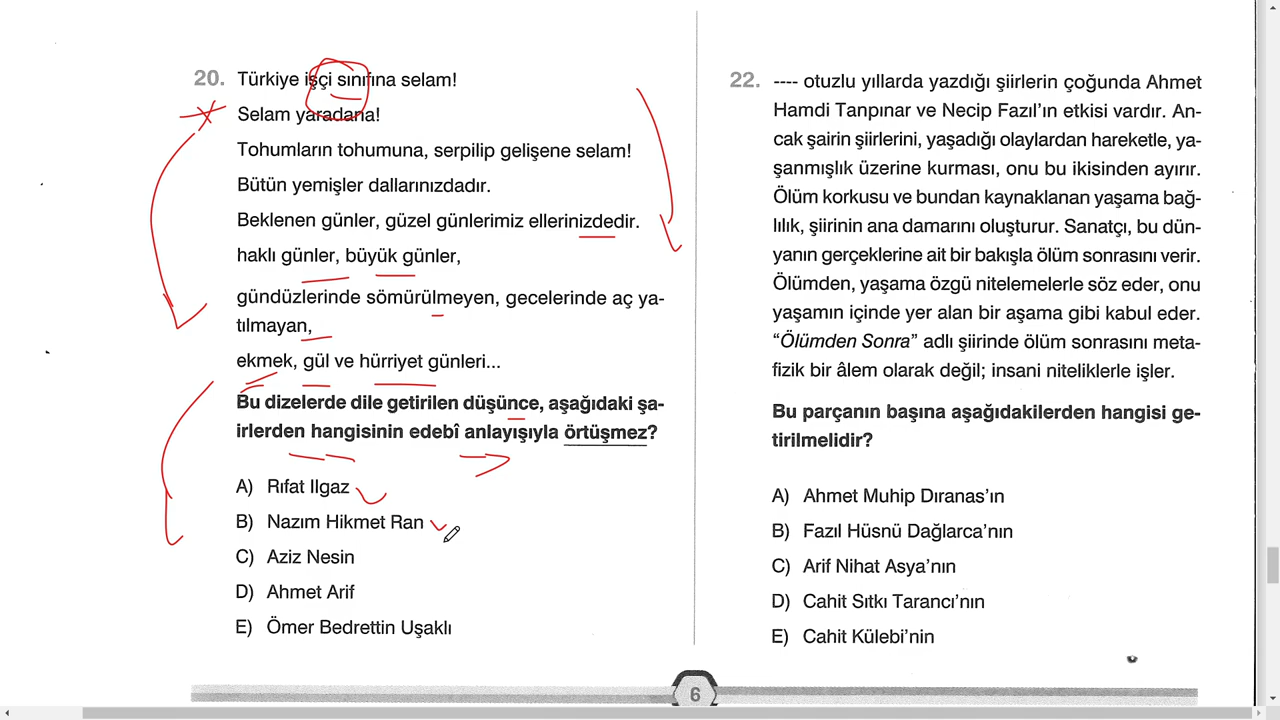 20. Türkiye işçi sınıfına selam!
Selam yaradana!
Tohumların tohumuna, serpilip gelişene selam!
Bütün yemişler dallarınızdadır.
Beklenen günler, güzel günlerimiz ellerinizdedir.
haklı günler, büyük günler,
gündüzlerinde sömürülmeyen, gecelerinde aç ya-
tılmayan,
ekmek, gül ve hürriyet günleri...
Bu dizelerde dile getirilen düşünce, aşağıdaki şa-
irlerden hangisinin edebî anlayışıyla örtüşmez?
A) Rıfat Ilgaz
B) Nazım Hikmet Ran
C) Aziz Nesin
D) Ahmet Arif
E) Ömer Bedrettin Uşaklı
22. ---- otuzlu yıllarda yazdığı şiirlerin çoğunda Ahmet
Hamdi Tanpınar ve Necip Fazıl’ın etkisi vardır. An-
cak şairin şiirlerini, yaşadığı olaylardan hareketle, ya-
şanmışlık üzerine kurması, onu bu ikisinden ayırır.
Ölüm korkusu ve bundan kaynaklanan yaşama bağ-
lılık, şiirinin ana damarını oluşturur. Sanatçı, bu dün-
yanın gerçeklerine ait bir bakışla ölüm sonrasını verir.
Ölümden, yaşama özgü nitelemelerle söz eder, onu
yaşamın içinde yer alan bir aşama gibi kabul eder.
“Ölümden Sonra” adlı şiirinde ölüm sonrasını meta-
fizik bir âlem olarak değil; insani niteliklerle işler.
Bu parçanın başına aşağıdakilerden hangisi ge-
tirilmelidir?
A) Ahmet Muhip Dıranas’ın
B) Fazıl Hüsnü Dağlarca’nın
C) Arif Nihat Asya’nın
D) Cahit Sıtkı Tarancı’nın
E) Cahit Külebi’nin
6